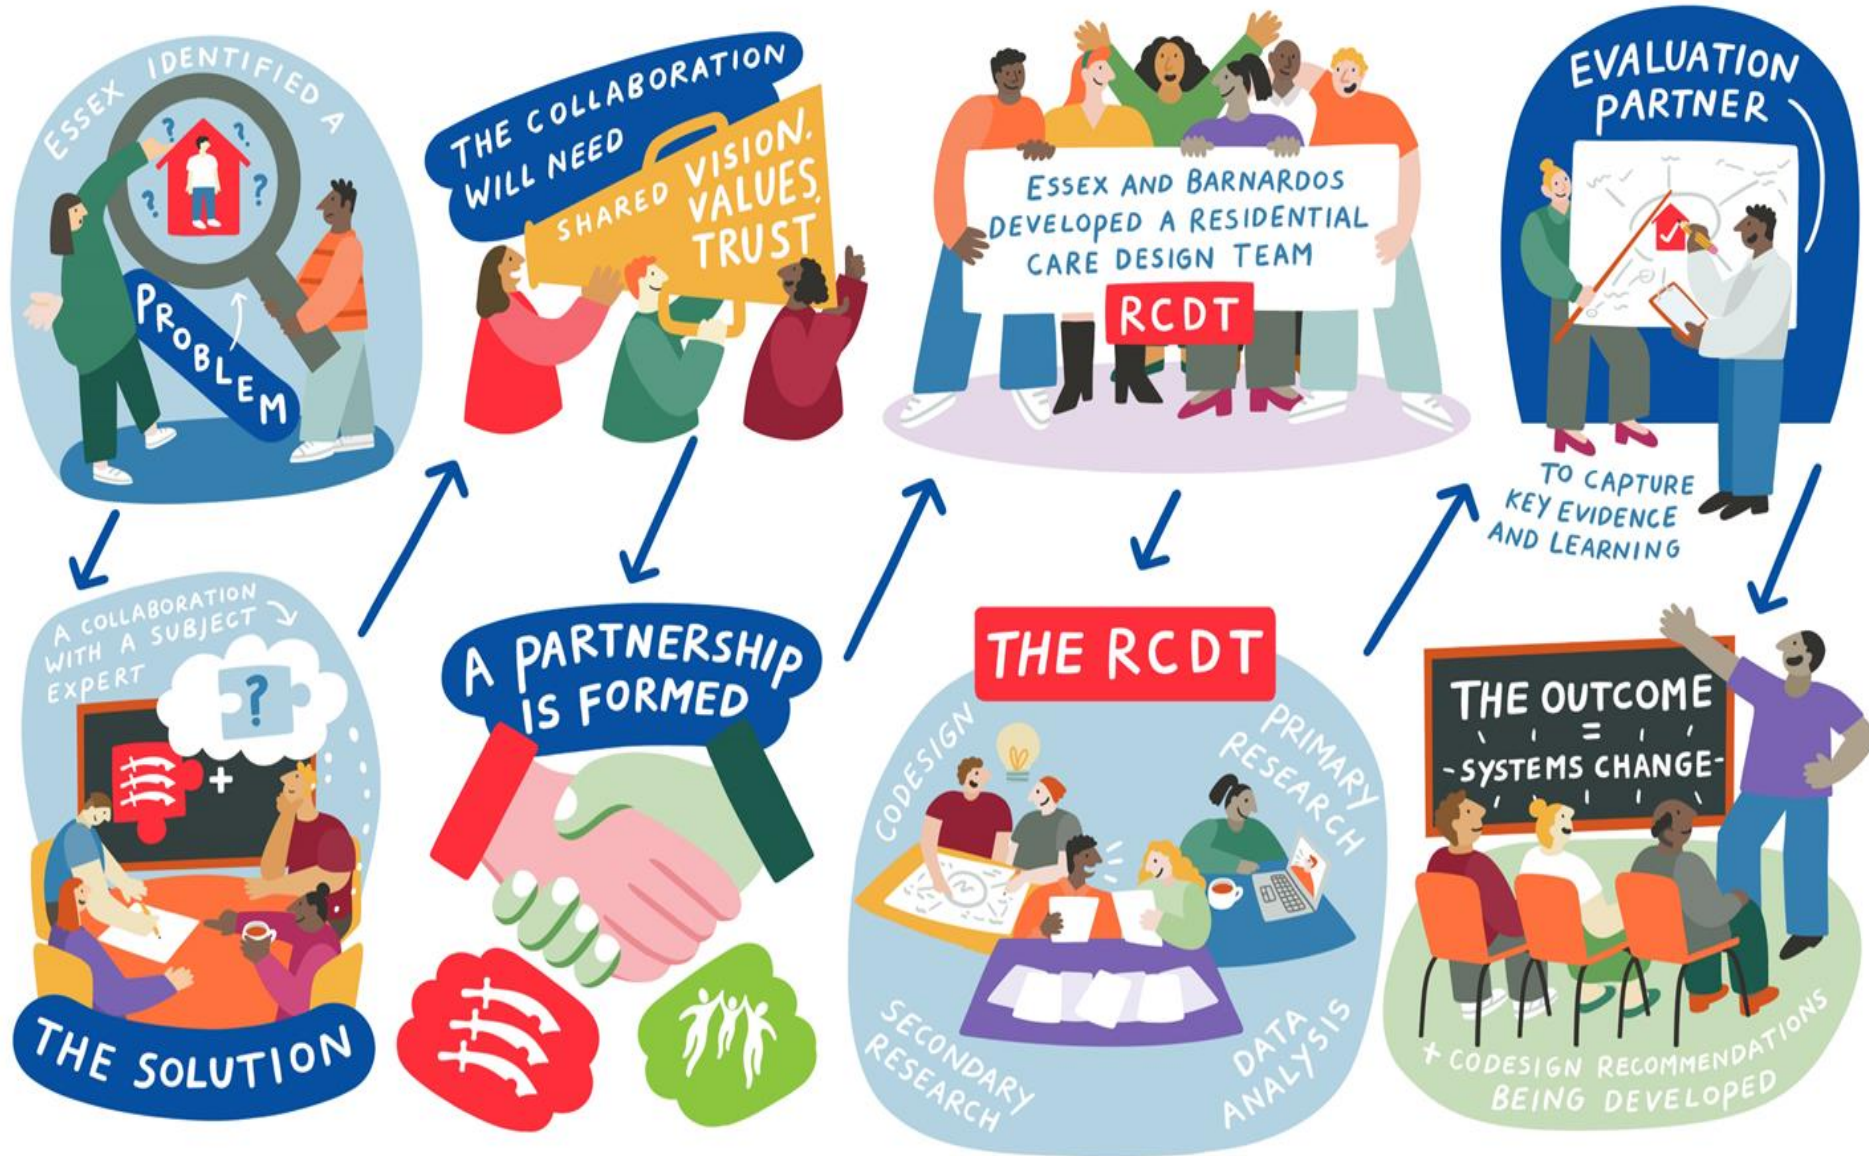 ESSEX IDENTIFIED A
PROBLEM
A COLLABORATION
WITH A SUBJECT
EXPERT
?
+
THE SOLUTION
THE COLLABORATION
WILL NEED
SHARED
VISION.
VALUES,
TRUST
A PARTNERSHIP
IS FORMED
ESSEX AND BARNARDOS
DEVELOPED A RESIDENTIAL
CARE DESIGN TEAM
RCDT
THE RCDT
CODESIGN
PRIMARY
RESEARCH
SECONDARY
RESEARCH
DATA
ANALYSIS
EVALUATION
PARTNER
TO CAPTURE
KEY EVIDENCE
AND LEARNING
THE OUTCOME
=
-SYSTEMS CHANGE-
+ CODESIGN RECOMMENDATIONS
BEING DEVELOPED